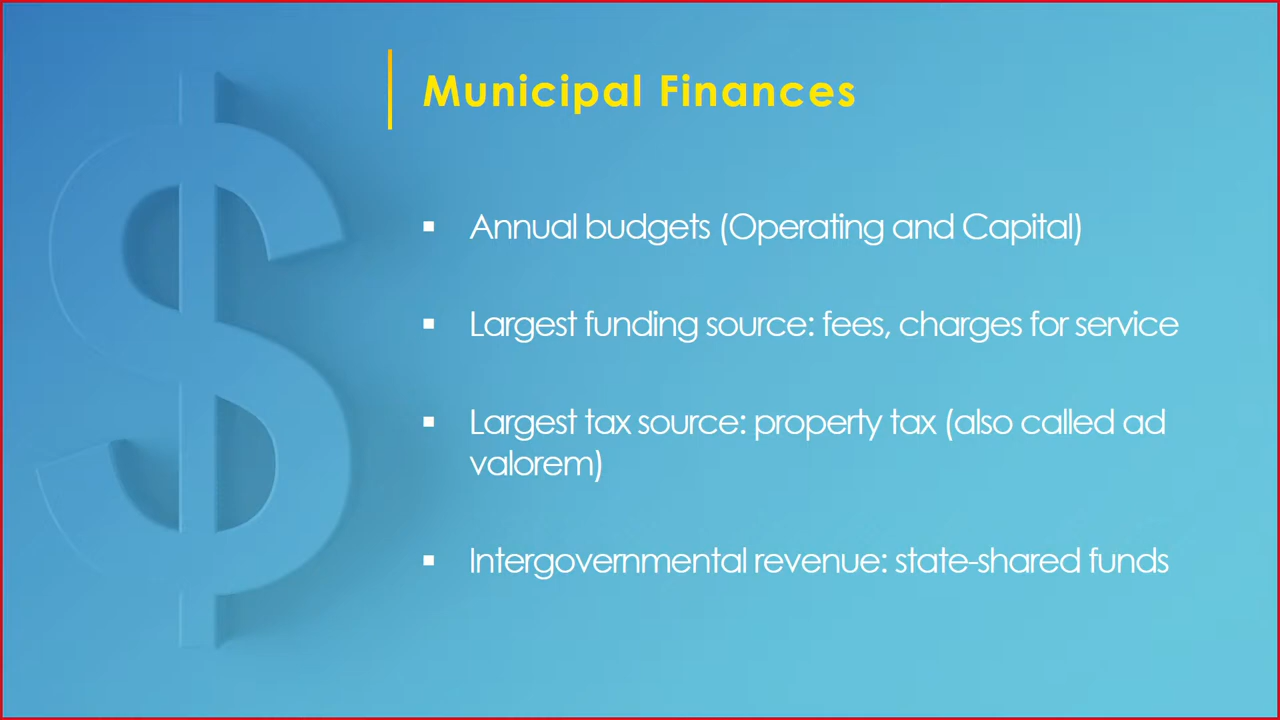 Municipal Finances
▪ Annual budgets (Operating and Capital)
▪ Largest funding source: fees, charges for service
▪ Largest tax source: property tax (also called ad
valorem)
▪ Intergovernmental revenue: state-shared funds